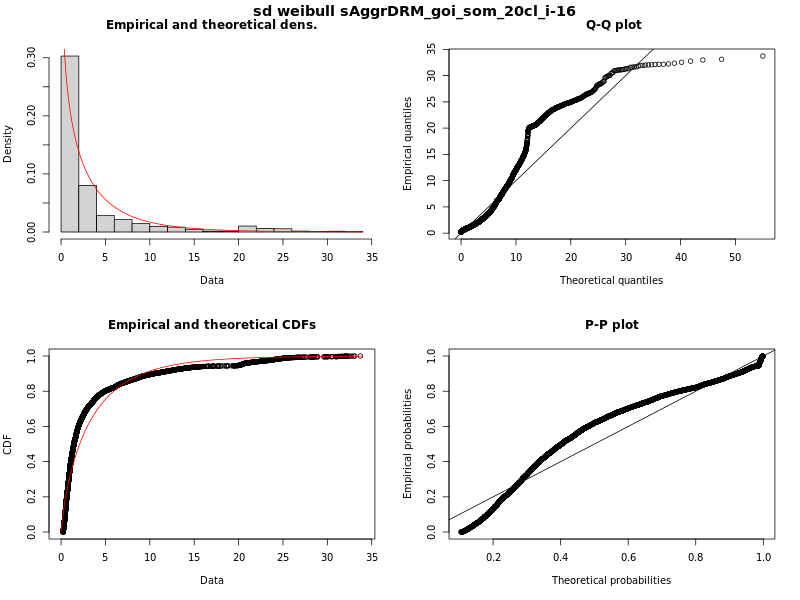 sd weibull sAggrDRM_goi_som_20cl_i-16
Empirical and theoretical dens.
Density
0.00 0.10 0.20 0.30
0 5 10 15 20 25 30 35
Data
Q-Q plot
Empirical quantiles
0 5 10 15 20 25 30 35
0 10 20 30 40 50
Theoretical quantiles
Empirical and theoretical CDFs
CDF
0.0 0.2 0.4 0.6 0.8 1.0
0 5 10 15 20 25 30 35
Data
P-P plot
Empirical probabilities
0.0 0.2 0.4 0.6 0.8 1.0
0.2 0.4 0.6 0.8 1.0
Theoretical probabilities